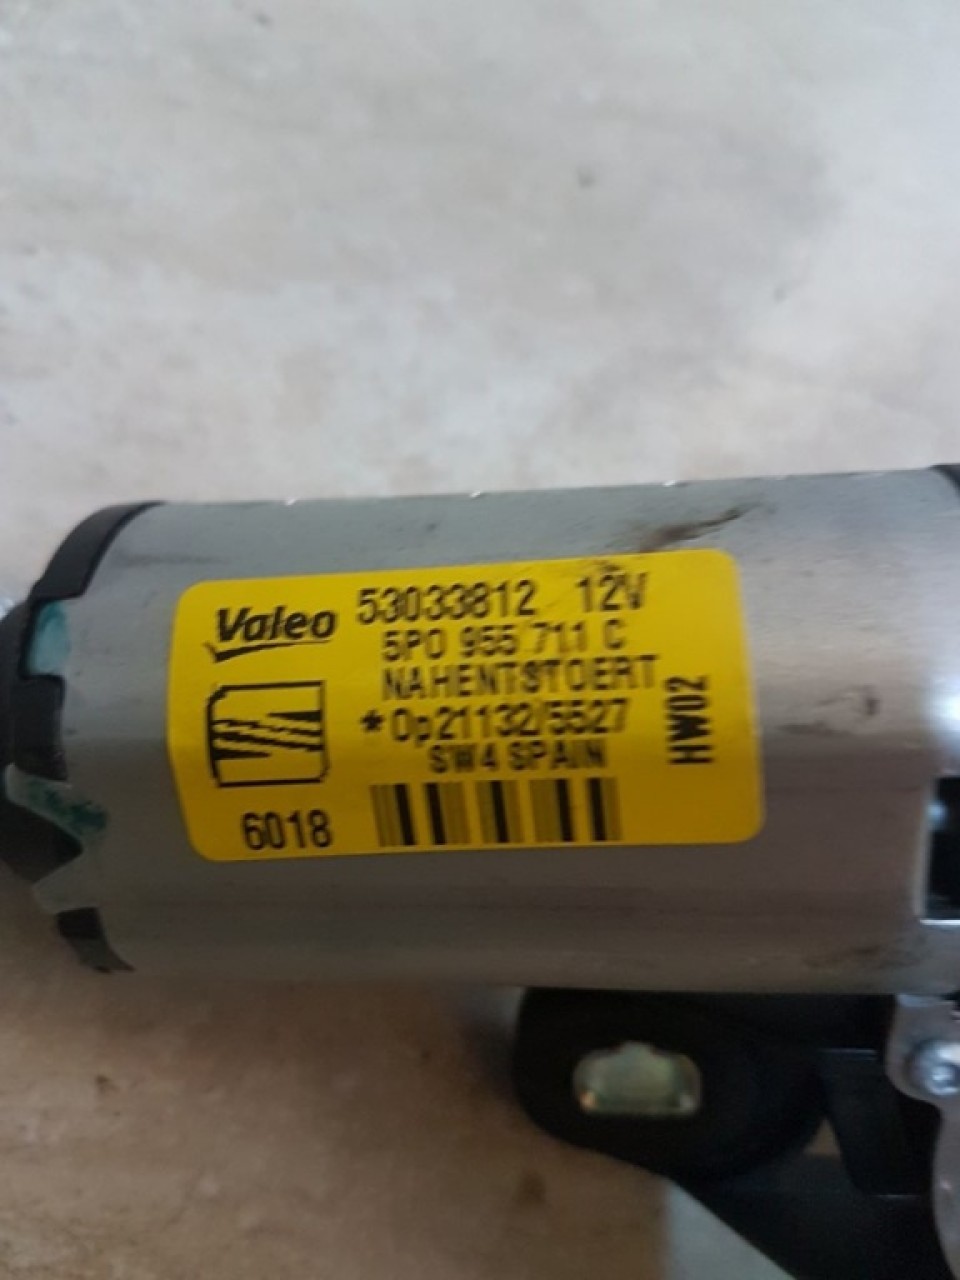 Valeo 53033812 12V
5P0 955 711 C
NAHENTSTOERT
*0p21132/5527
SW4 SPAIN
HW02
6018